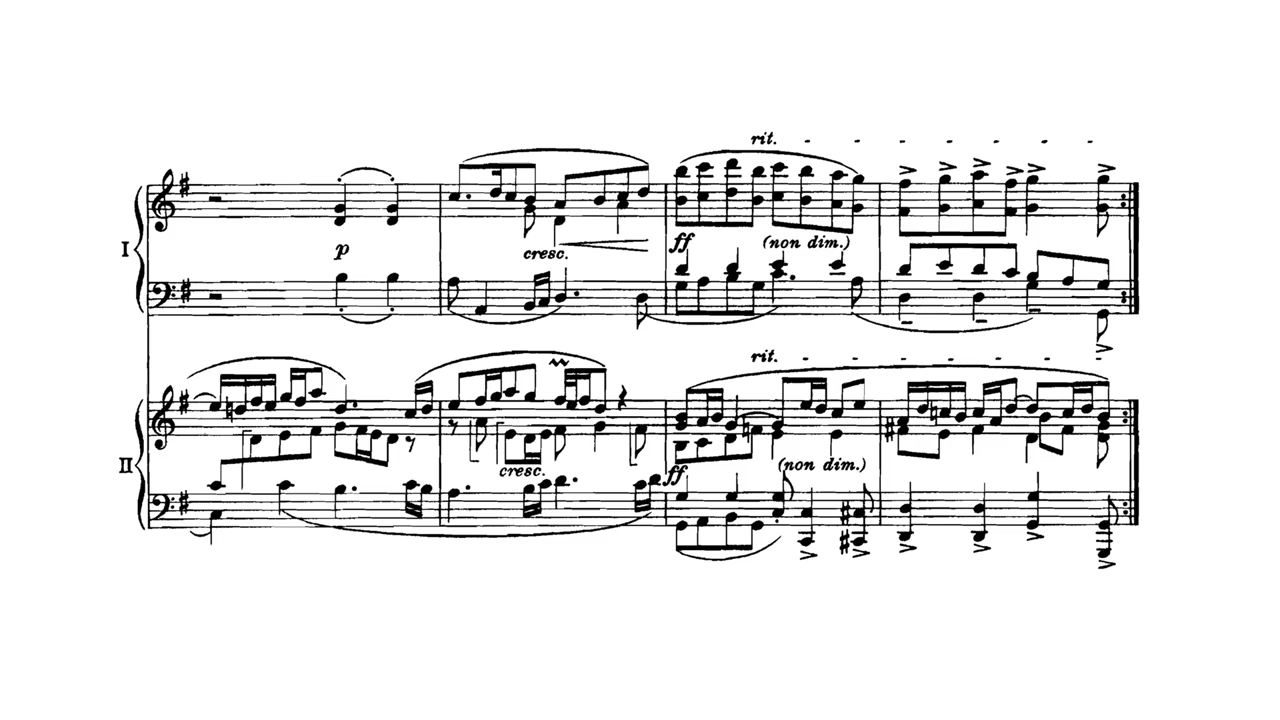 rit. - - - - - - -
I
p
cresc.
ff
(non dim.)
rit. - - - - - - -
II
cresc.
ff
(non dim.)